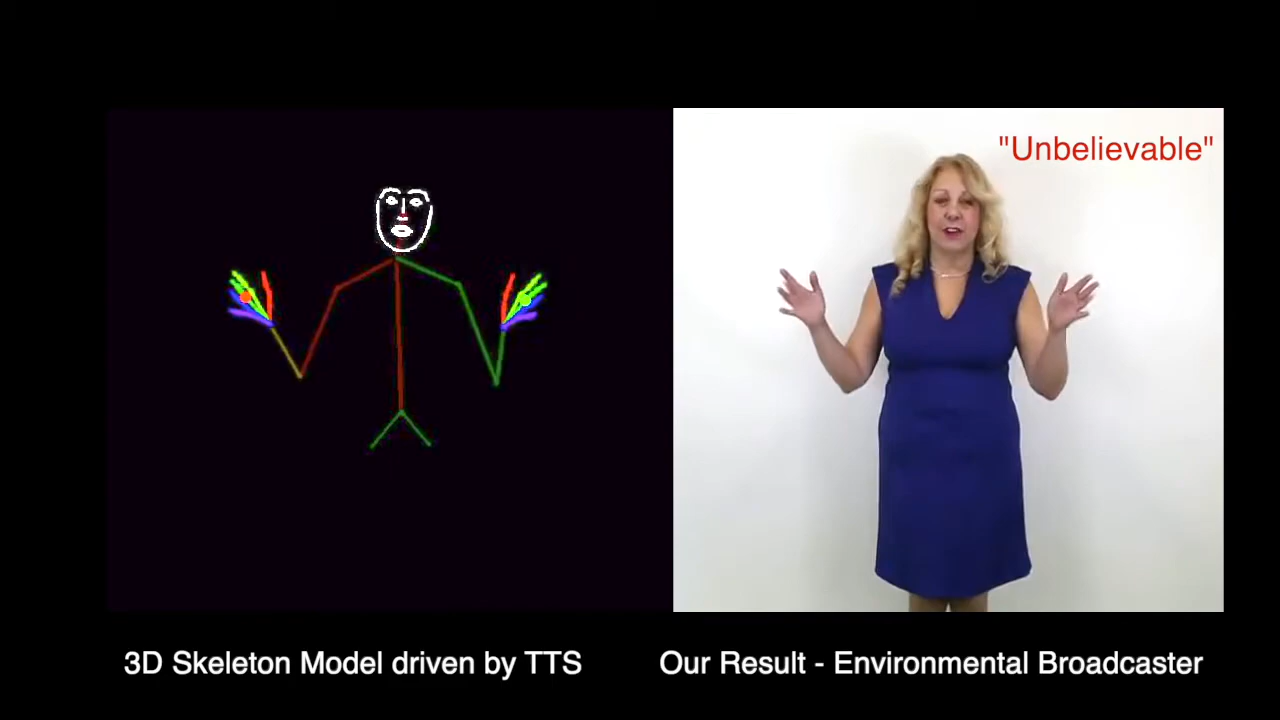 "Unbelievable"
3D Skeleton Model driven by TTS
Our Result - Environmental Broadcaster